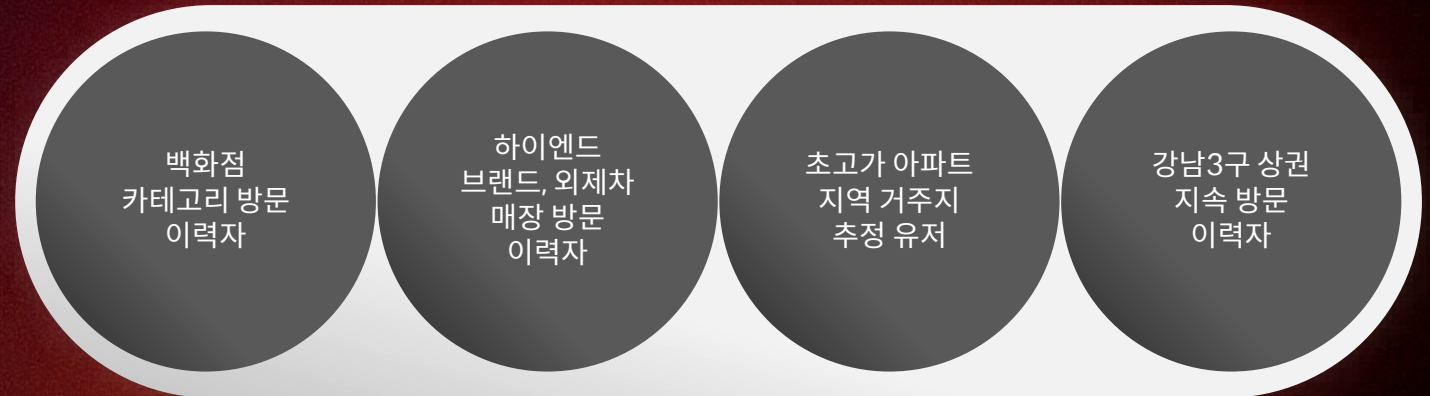 백화점
카테고리 방문
이력자
하이엔드
브랜드, 외제차
매장 방문
이력자
초고가 아파트
지역 거주지
추정 유저
강남3구 상권
지속 방문
이력자